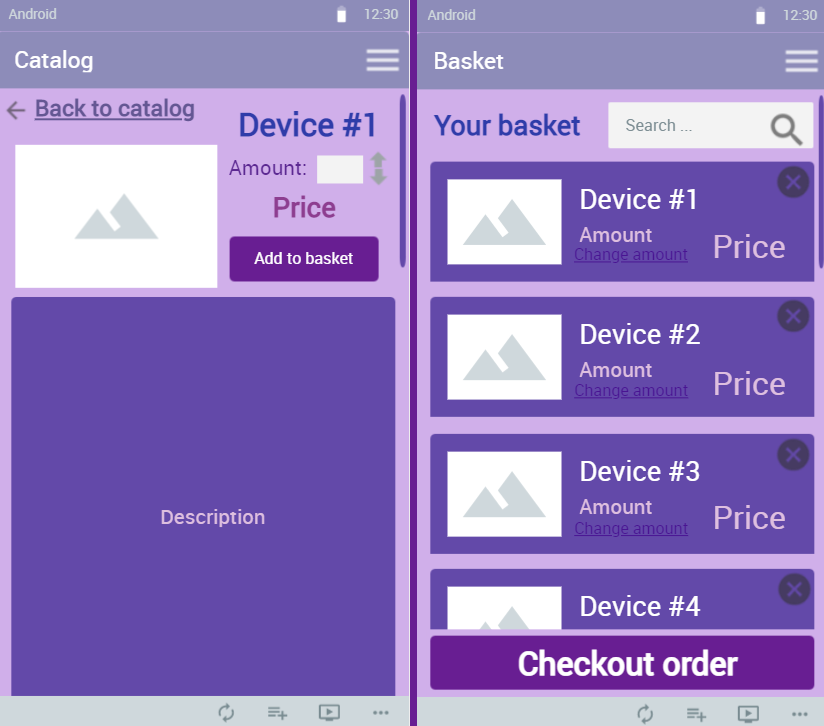 Android 12:30
Catalog
Back to catalog
Device #1
Amount:
Price
Add to basket
Description
Android 12:30
Basket
Your basket
Search ...
Device #1
Amount
Change amount
Price
Device #2
Amount
Change amount
Price
Device #3
Amount
Change amount
Price
Device #4
Checkout order